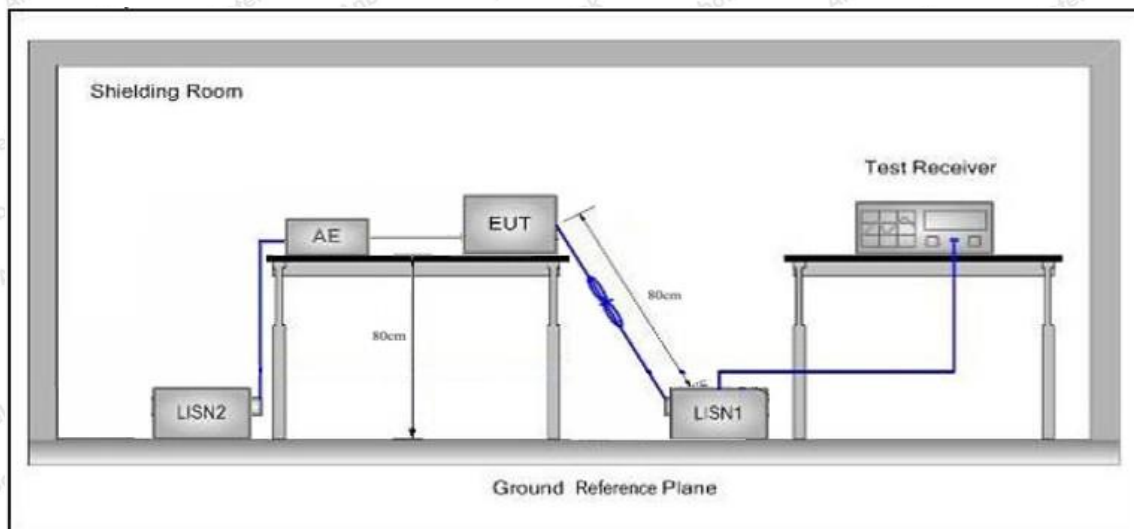 Shielding Room
Test Receiver
EUT
AE
80cm
80cm
LISN2
LISN1
Ground Reference Plane